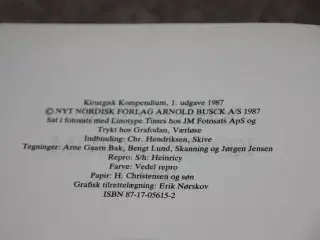 Kirurgisk Kompendium, 1. udgave 1987
© NYT NORDISK FORLAG ARNOLD BUSCK A/S 1987
Sat i fotosats med Linotype Times hos JM Fotosats ApS og
Trykt hos Grafodan, Værløse
Indbinding: Chr. Hendriksen, Skive
Tegninger: Arne Gaarn Bak, Bengt Lund, Skanning og Jørgen Jensen
Repro: S/h: Heinricy
Farve: Vedel repro
Papir: H. Christensen og søn
Grafisk tilrettelægning: Erik Nørskov
ISBN 87-17-05615-2